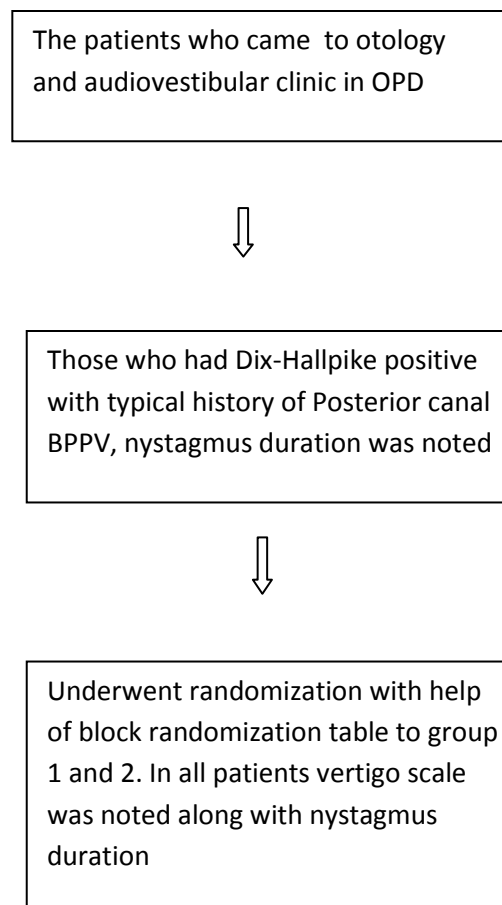 The patients who came to otology
and audiovestibular clinic in OPD
Those who had Dix-Hallpike positive
with typical history of Posterior canal
BPPV, nystagmus duration was noted
Underwent randomization with help
of block randomization table to group
1 and 2. In all patients vertigo scale
was noted along with nystagmus
duration